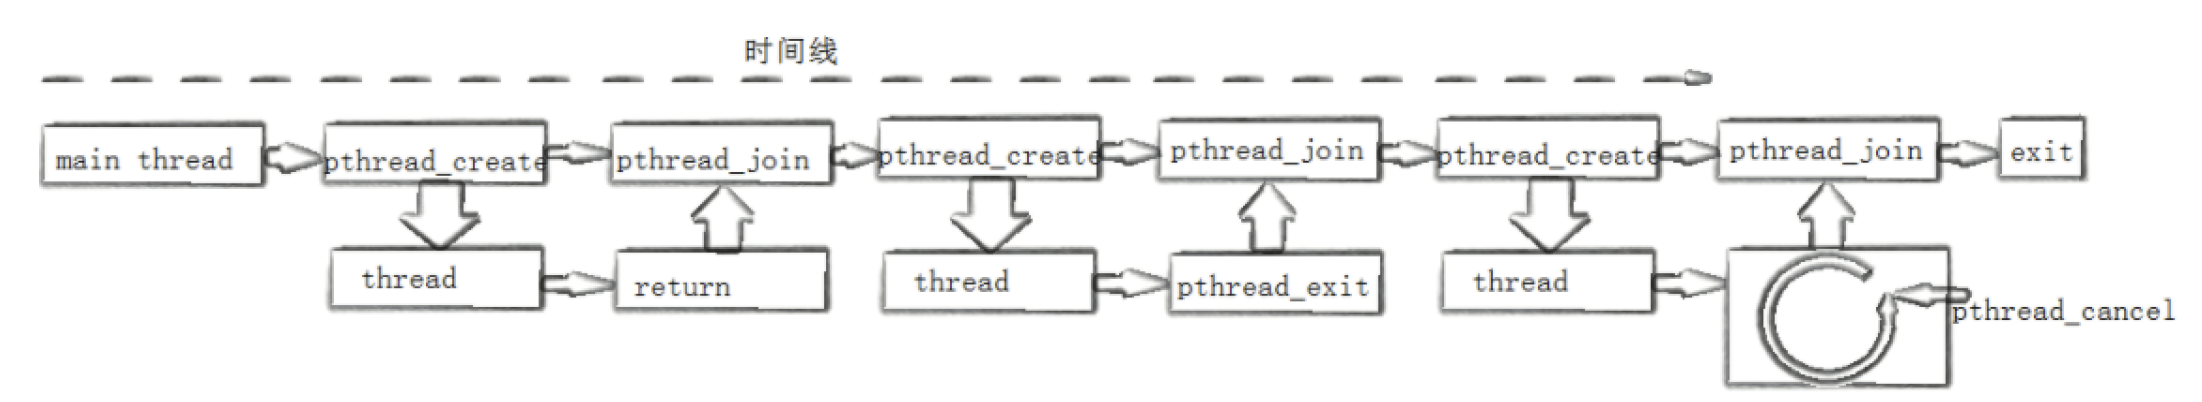 时间线
main thread
pthread_create
pthread_join
pthread_create
pthread_join
pthread_create
pthread_join
exit
thread
return
thread
pthread_exit
thread
pthread_cancel